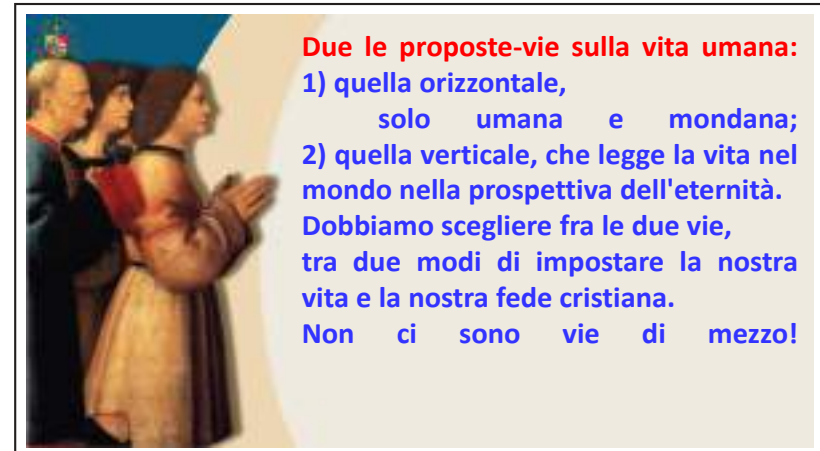 Due le proposte-vie sulla vita umana:
1) quella orizzontale,
solo umana e mondana;
2) quella verticale, che legge la vita nel
mondo nella prospettiva dell'eternità.
Dobbiamo scegliere fra le due vie,
tra due modi di impostare la nostra
vita e la nostra fede cristiana.
Non ci sono vie di mezzo!